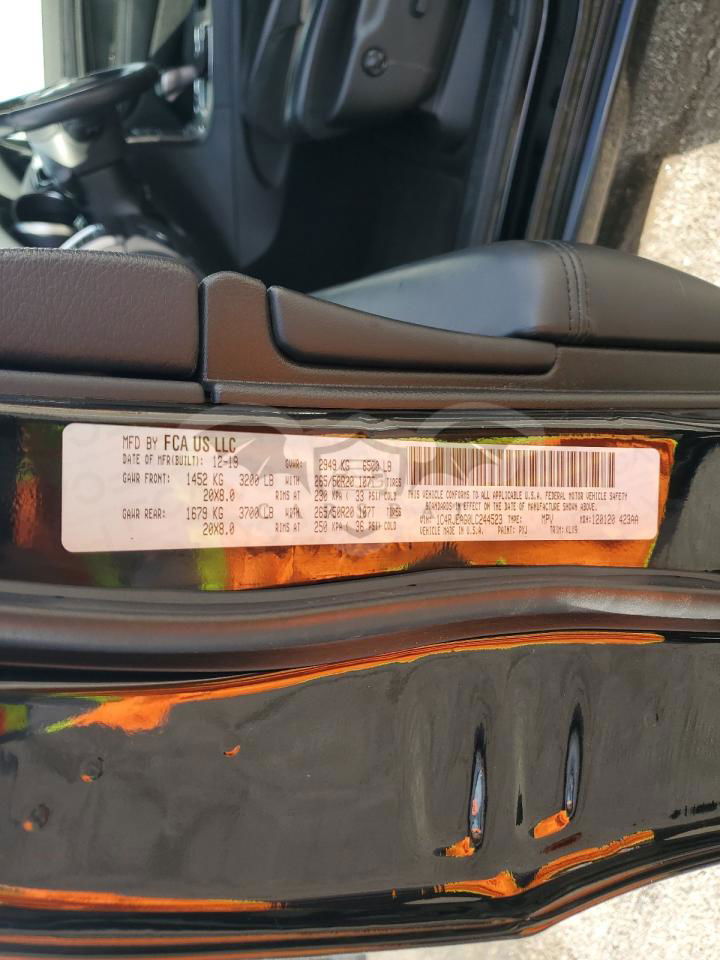 MFD BY FCA US LLC
DATE OF MFR(BUILT): 12-19 GVWR: 2949 KG 6500 LB
GAWR FRONT: 1452 KG 3200 LB WITH 265/50R20 107T TIRES
20X8.0 RIMS AT 230 KPA ( 33 PSI) COLD
GAWR REAR: 1679 KG 3700 LB WITH 265/50R20 107T TIRES
20X8.0 RIMS AT 250 KPA ( 36 PSI) COLD
THIS VEHICLE CONFORMS TO ALL APPLICABLE U.S.A. FEDERAL MOTOR VEHICLE SAFETY
STANDARDS IN EFFECT ON THE DATE OF MANUFACTURE SHOWN ABOVE.
VIN: 1C4RJEAG0LC244523 TYPE: MPV MDH: 120120 423AA
VEHICLE MADE IN U.S.A. PAINT: PXJ TRIM: KLX9